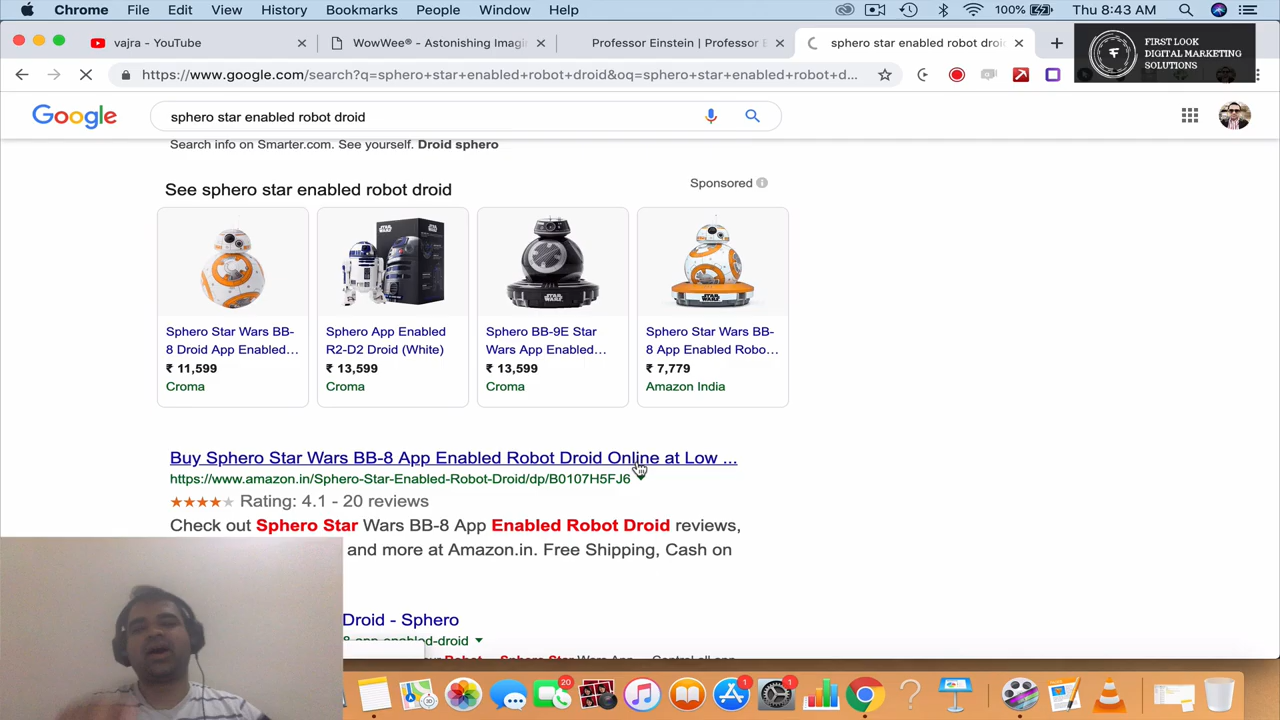 Chrome File Edit View History Bookmarks People Window Help 100% Thu 8:43 AM
vajra - YouTube
WowWee® - Astonishing Imagi
Professor Einstein | Professor E
sphero star enabled robot droi
https://www.google.com/search?q=sphero+star+enabled+robot+droid&oq=sphero+star+enabled+robot+d...
FIRST LOOK
DIGITAL MARKETING
SOLUTIONS
Google
sphero star enabled robot droid
Search info on Smarter.com. See yourself. Droid sphero
See sphero star enabled robot droid
Sponsored
Sphero Star Wars BB-
8 Droid App Enabled...
₹ 11,599
Croma
Sphero App Enabled
R2-D2 Droid (White)
₹ 13,599
Croma
Sphero BB-9E Star
Wars App Enabled...
₹ 13,599
Croma
Sphero Star Wars BB-
8 App Enabled Robo...
₹ 7,779
Amazon India
Buy Sphero Star Wars BB-8 App Enabled Robot Droid Online at Low ...
https://www.amazon.in/Sphero-Star-Enabled-Robot-Droid/dp/B0107H5FJ6
Rating: 4.1 - 20 reviews
Check out Sphero Star Wars BB-8 App Enabled Robot Droid reviews,
and more at Amazon.in. Free Shipping, Cash on
Droid - Sphero
8-app-enabled-droid
20
1
1